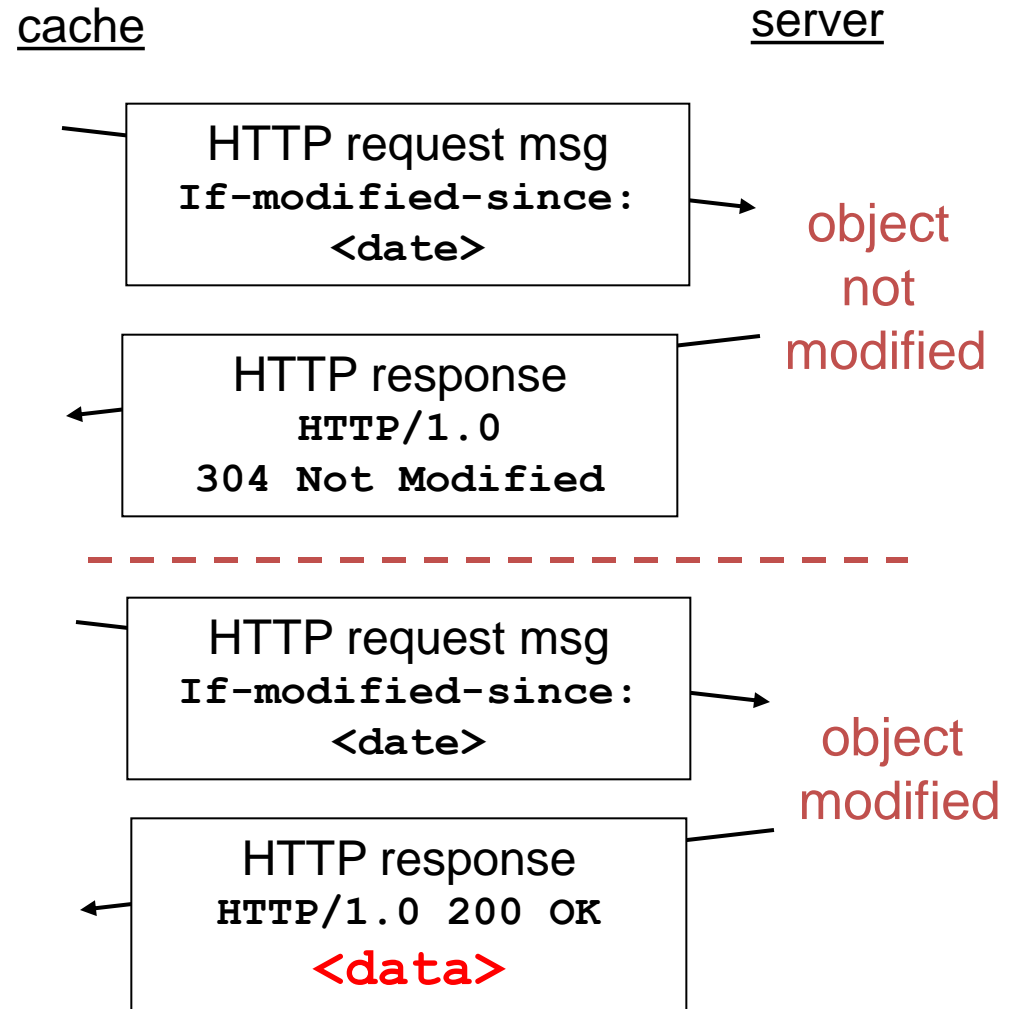 cache
server
HTTP request msg
If-modified-since:
<date>
object
not
modified
HTTP response
HTTP/1.0
304 Not Modified
HTTP request msg
If-modified-since:
<date>
object
modified
HTTP response
HTTP/1.0 200 OK
<data>